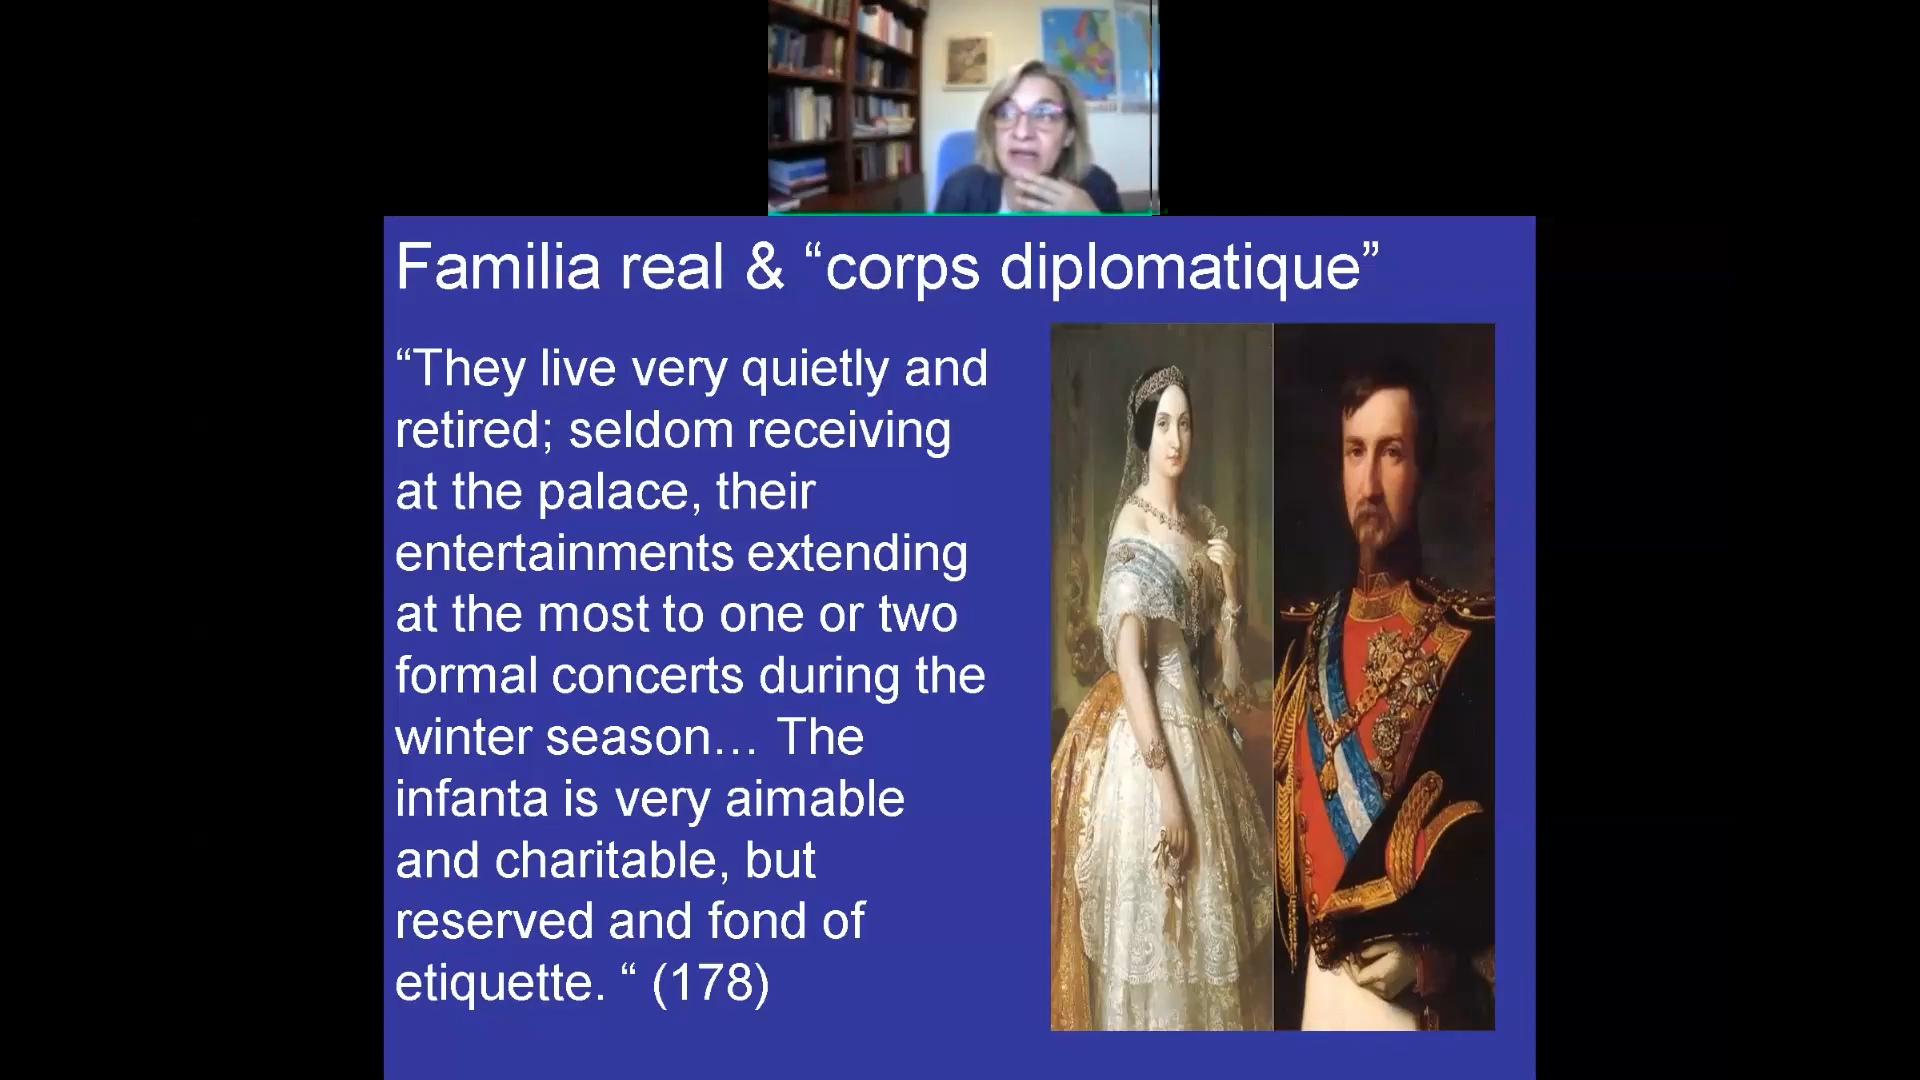 Familia real & “corps diplomatique”
“They live very quietly and
retired; seldom receiving
at the palace, their
entertainments extending
at the most to one or two
formal concerts during the
winter season… The
infanta is very aimable
and charitable, but
reserved and fond of
etiquette. “ (178)